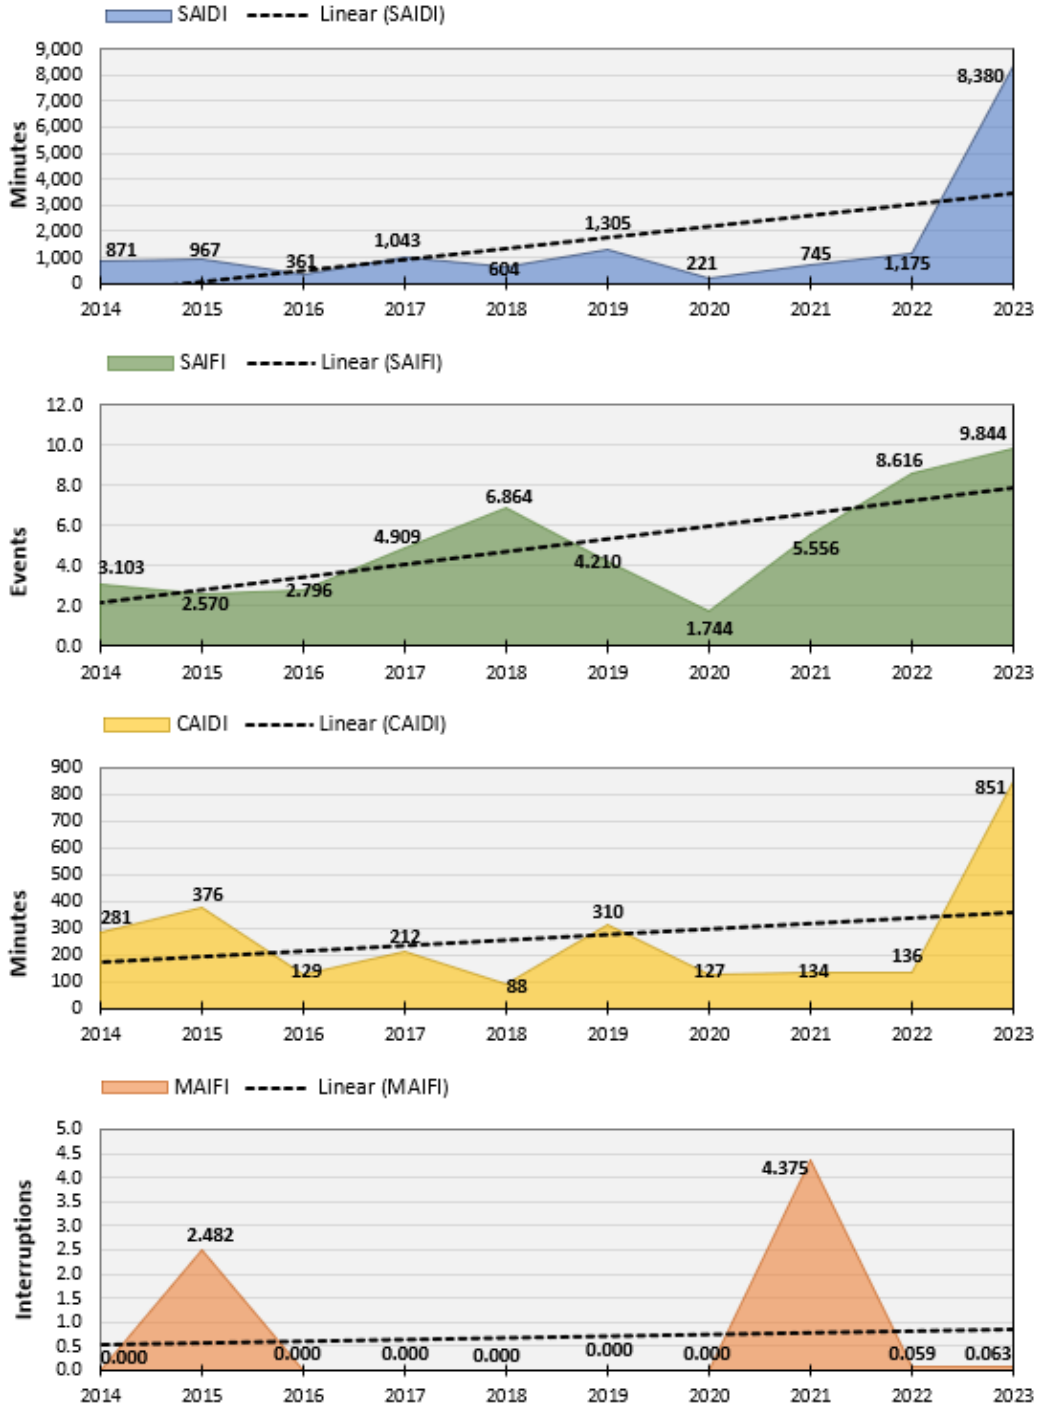 SAIDI Linear (SAIDI)
9,000
8,000
7,000
6,000
5,000
4,000
3,000
2,000
1,000
0
Minutes
871 967 361 1,043 604 1,305 221 745 1,175 8,380
2014 2015 2016 2017 2018 2019 2020 2021 2022 2023
SAIFI Linear (SAIFI)
12.0
10.0
8.0
6.0
4.0
2.0
0.0
Events
3.103 2.570 2.796 4.909 6.864 4.210 1.744 5.556 8.616 9.844
2014 2015 2016 2017 2018 2019 2020 2021 2022 2023
CAIDI Linear (CAIDI)
900
800
700
600
500
400
300
200
100
0
Minutes
281 376 129 212 88 310 127 134 136 851
2014 2015 2016 2017 2018 2019 2020 2021 2022 2023
MAIFI Linear (MAIFI)
5.0
4.5
4.0
3.5
3.0
2.5
2.0
1.5
1.0
0.5
0.0
Interruptions
0.000 2.482 0.000 0.000 0.000 0.000 0.000 4.375 0.059 0.063
2014 2015 2016 2017 2018 2019 2020 2021 2022 2023